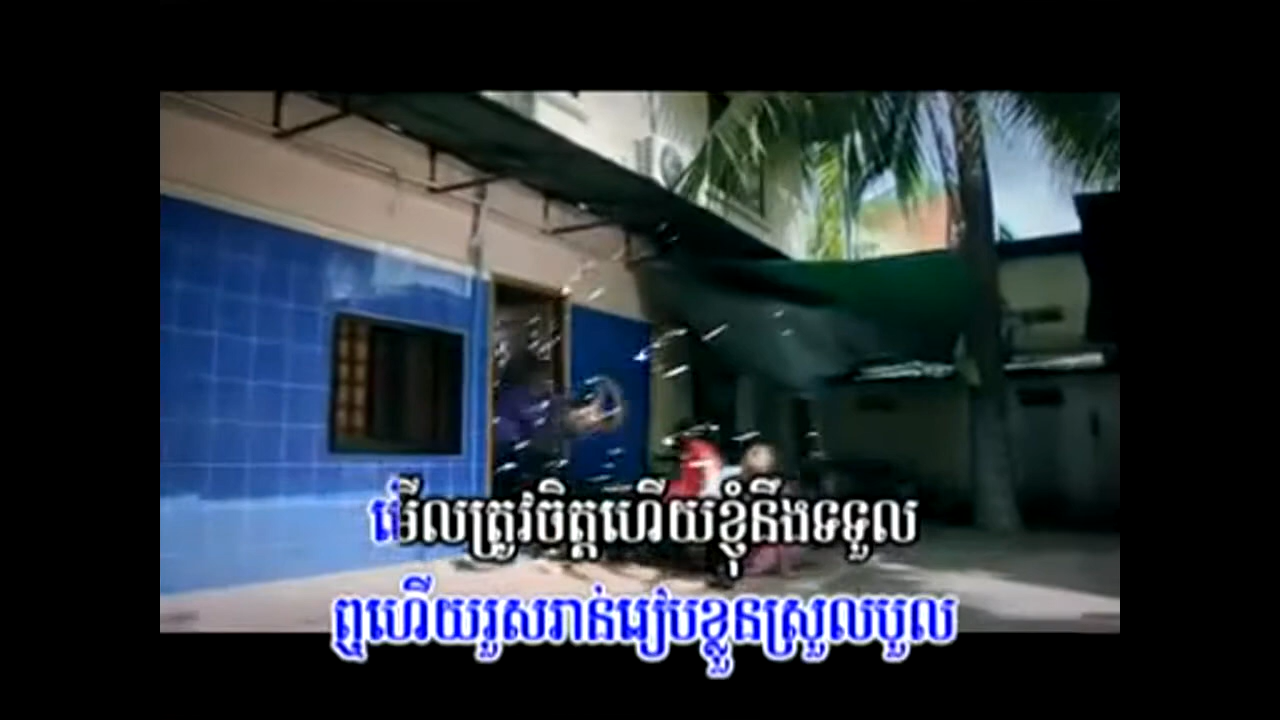 មើលត្រូវចិត្តហើយខ្ញុំនឹងទទួល
ឮហើយរួសរាន់រៀបខ្លួនស្រួលបួល